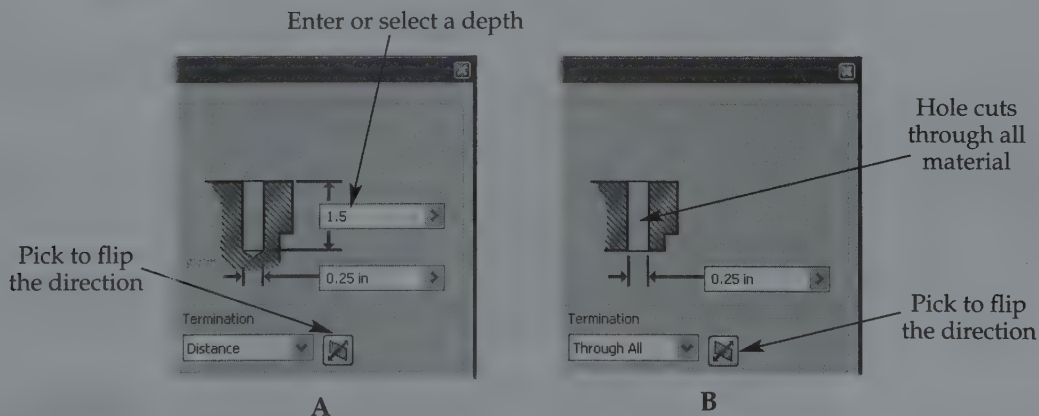 Enter or select a depth
1.5
0.25 in
Pick to flip
the direction
Termination
Distance
A
Hole cuts
through all
material
0.25 in
Termination
Through All
Pick to flip
the direction
B